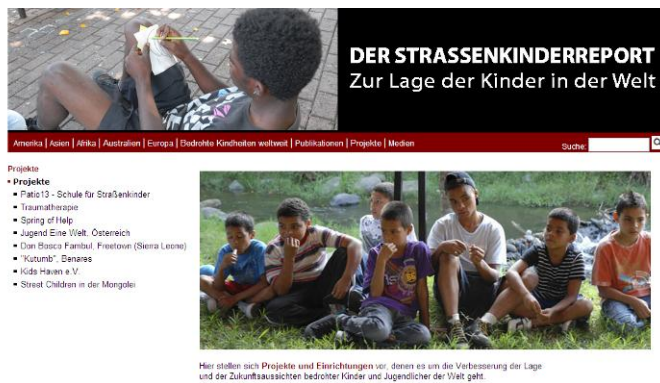 DER STRASSENKINDERREPORT
Zur Lage der Kinder in der Welt
Amerika | Asien | Afrika | Australien | Europa | Bedrohte Kindheiten weltweit | Publikationen | Projekte | Medien
Suche:
Projekte
Projekte
Patio13 - Schule für Straßenkinder
Traumatherapie
Spring of Help
Jugend Eine Welt, Österreich
Don Bosco Fambul, Freetown (Sierra Leone)
"Kutumb", Benares
Kids Haven e.V.
Street Children in der Mongolei
Hier stellen sich Projekte und Einrichtungen vor, denen es um die Verbesserung der Lage
und der Zukunftsaussichten bedrohter Kinder und Jugendlicher der Welt geht.